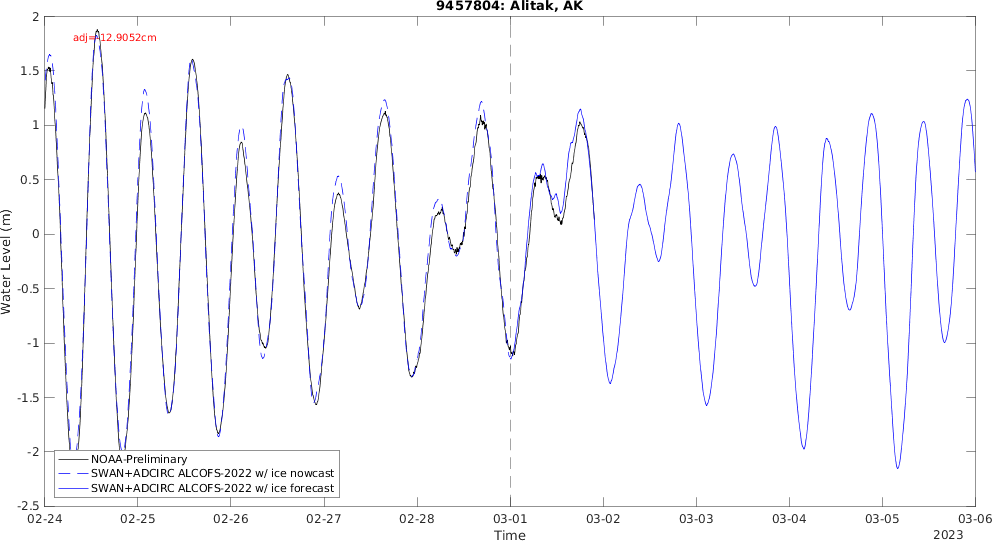 9457804: Alitak, AK
adj=-12.9052cm
2
1.5
1
0.5
0
-0.5
-1
-1.5
-2
-2.5
Water Level (m)
NOAA-Preliminary
SWAN+ADCIRC ALCOFS-2022 w/ ice nowcast
SWAN+ADCIRC ALCOFS-2022 w/ ice forecast
02-24 02-25 02-26 02-27 02-28 03-01 03-02 03-03 03-04 03-05 03-06
Time
2023